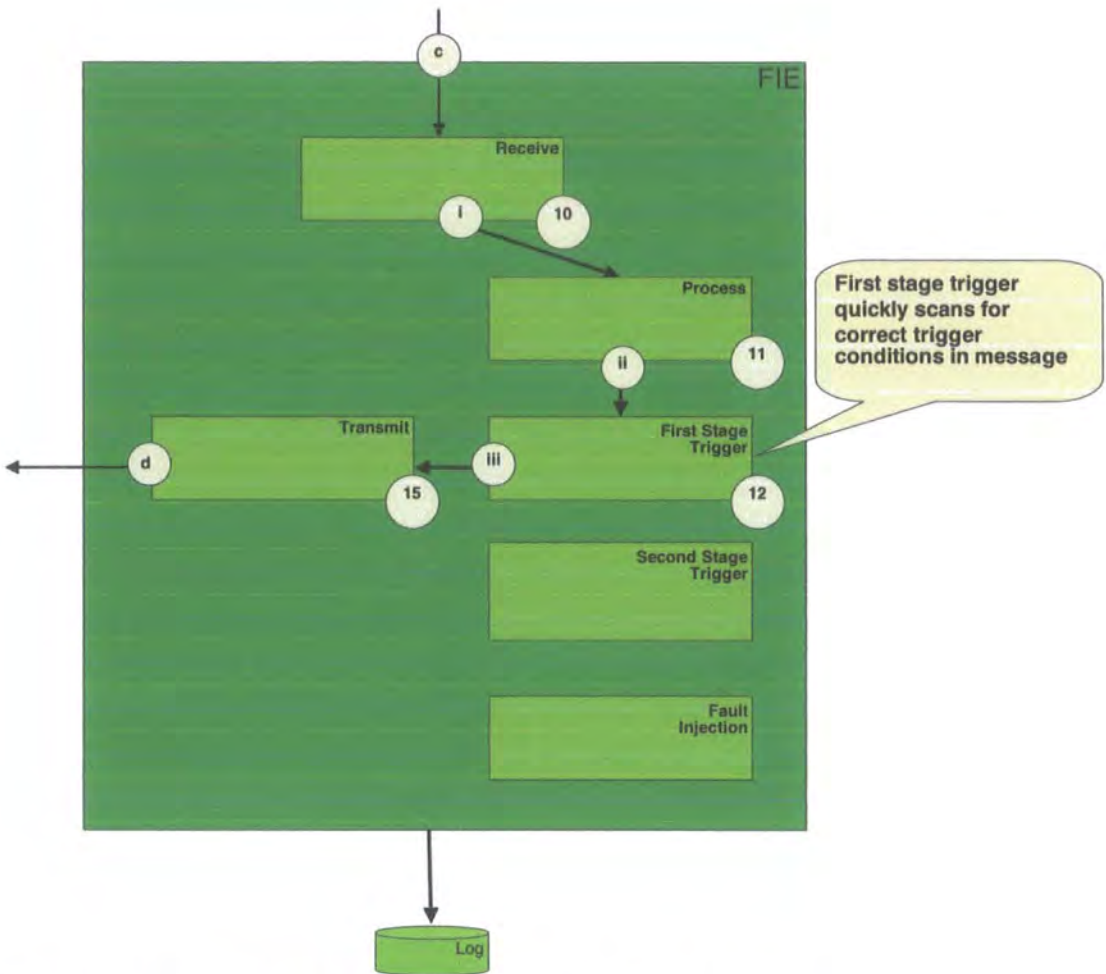 c
FIE
Receive
i
10
Process
ii
11
First stage trigger
quickly scans for
correct trigger
conditions in message
Transmit
d
15
iii
First Stage
Trigger
12
Second Stage
Trigger
Fault
Injection
Log